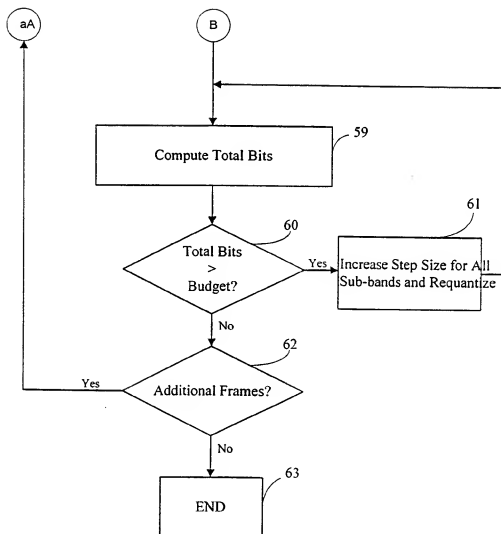 aA
B
59
Compute Total Bits
60
61
Total Bits
>
Budget?
Yes
Increase Step Size for All
Sub-bands and Requantize
No
62
Yes
Additional Frames?
No
63
END